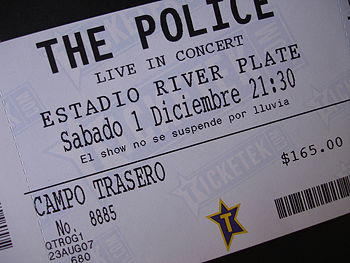 THE POLICE
LIVE IN CONCERT
ESTADIO RIVER PLATE
Sabado 1 Diciembre 21:30
El show no se suspende por lluvia
CAMPO TRASERO
$165.00
No. 8885
QTROG1
23AUG07
680
TICKETEK
T